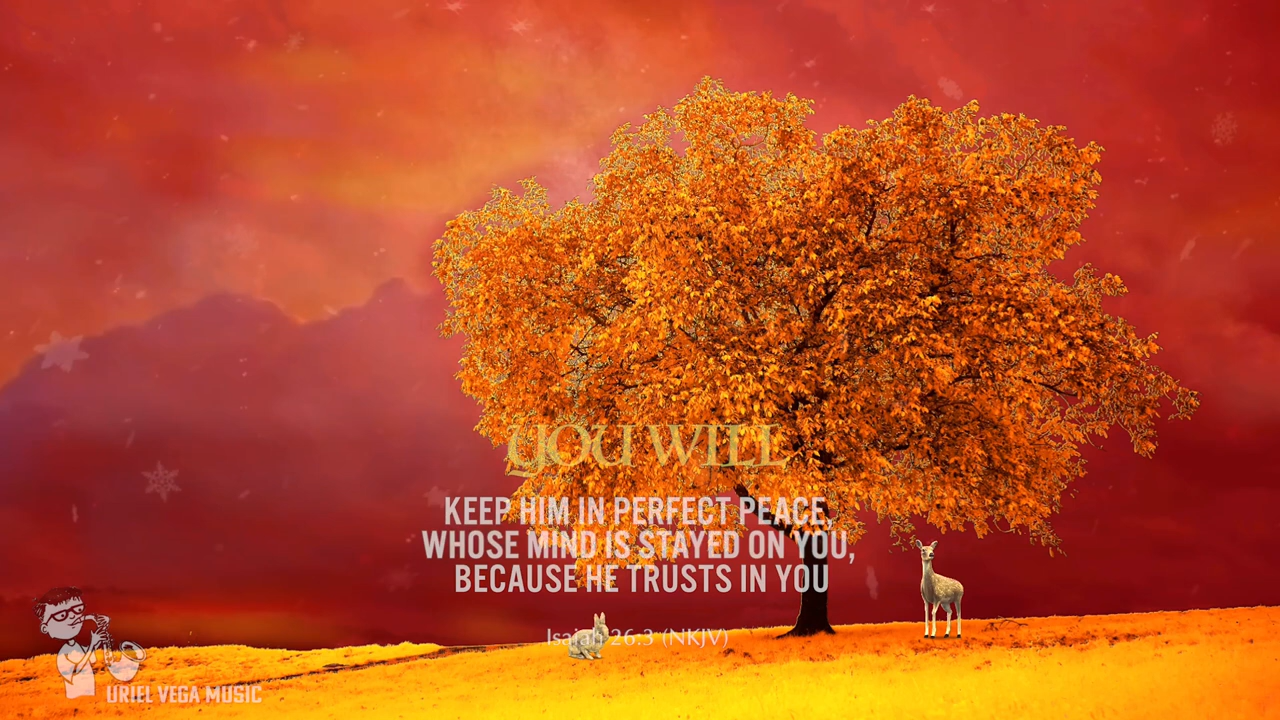 YOU WILL
KEEP HIM IN PERFECT PEACE,
WHOSE MIND IS STAYED ON YOU,
BECAUSE HE TRUSTS IN YOU
Isaiah 26:3 (NKJV)
URIEL VEGA MUSIC